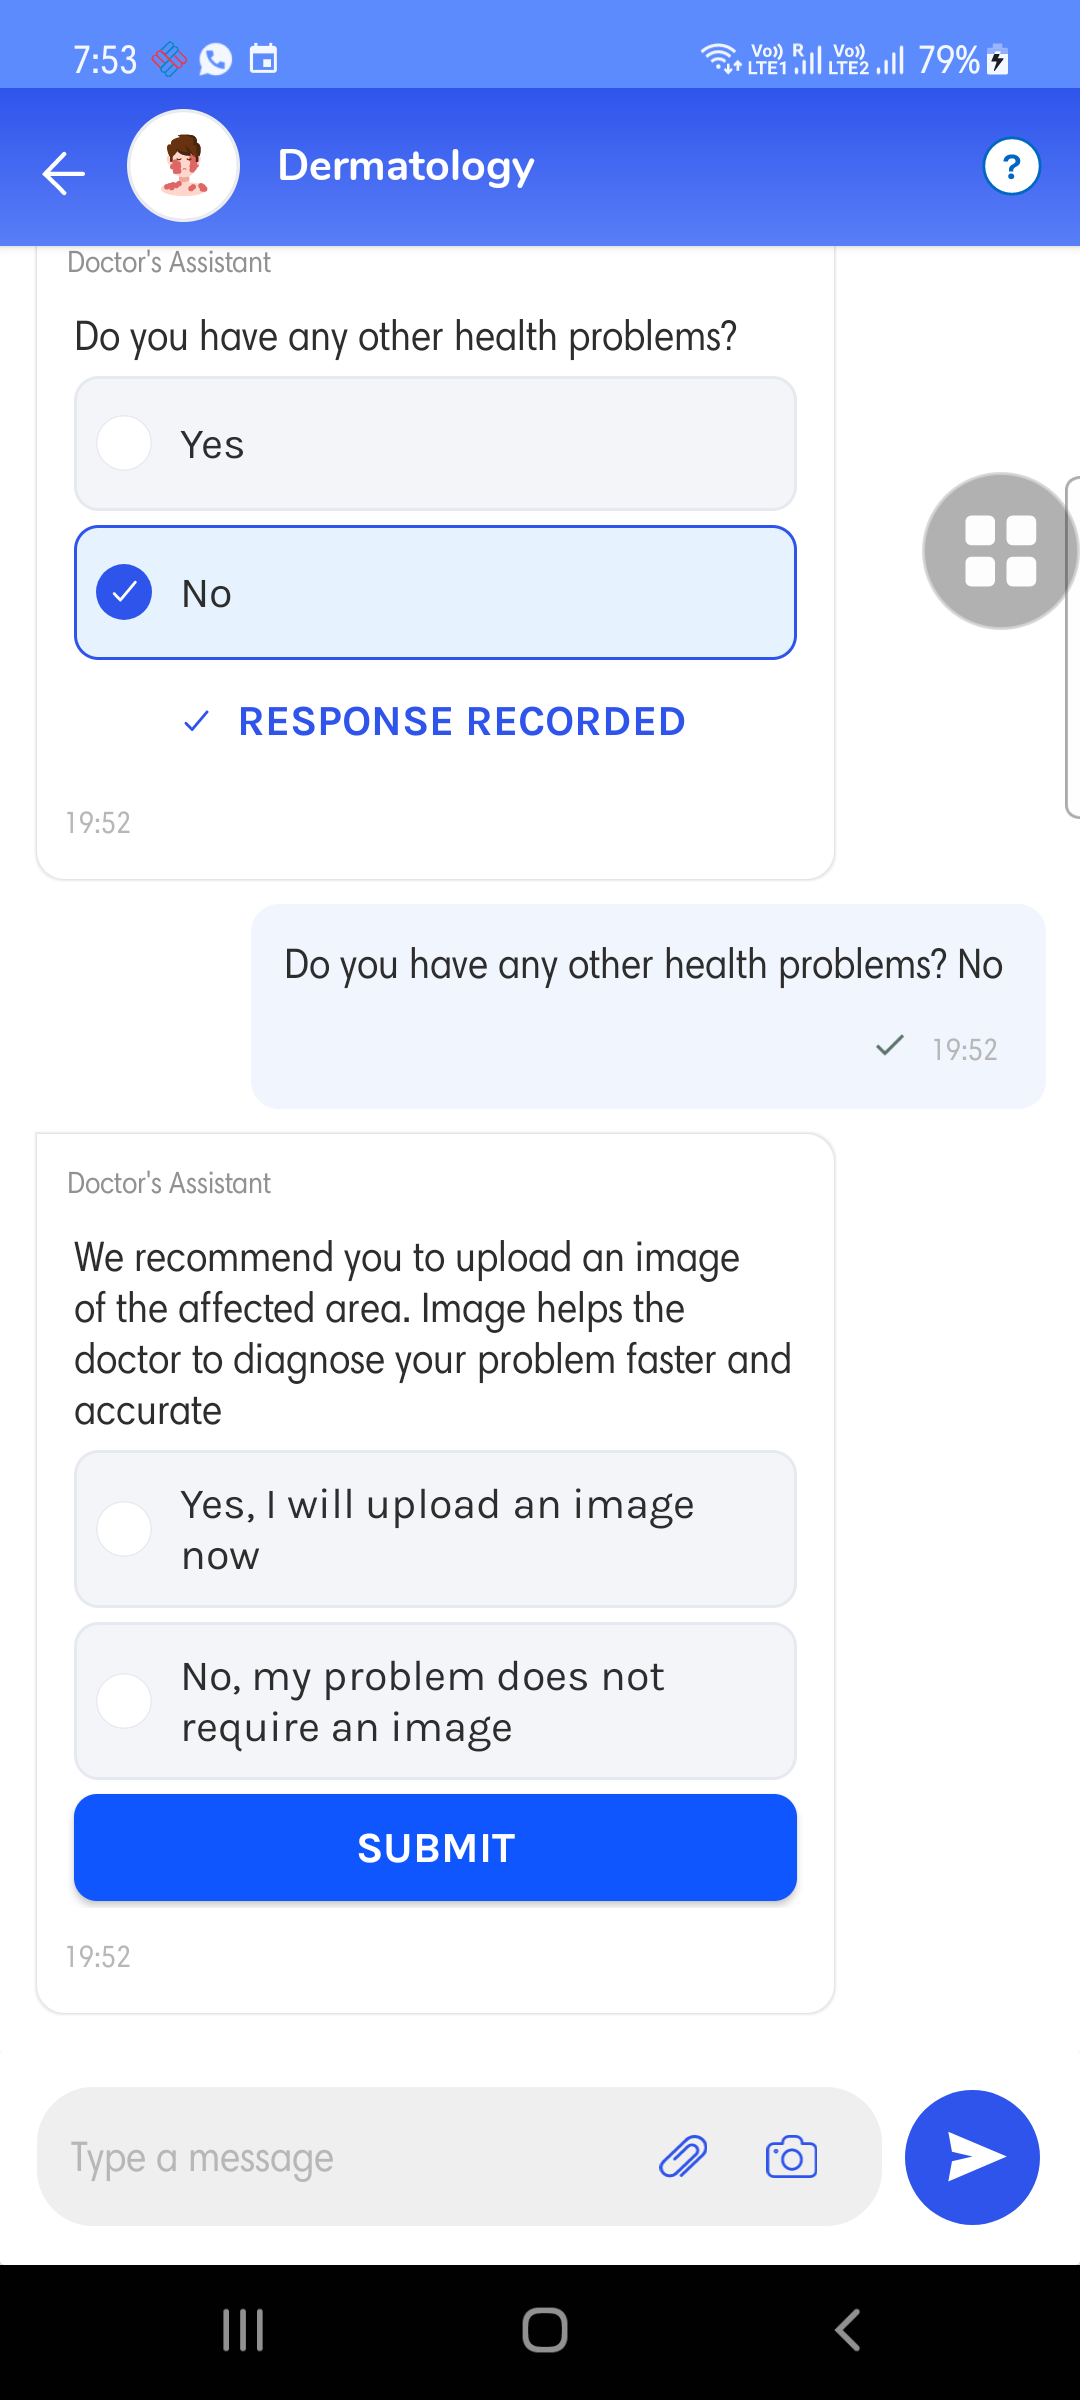 7:53
Vo)) R Vo))
LTE1 LTE2 79%
Dermatology
?
Doctor's Assistant
Do you have any other health problems?
Yes
No
RESPONSE RECORDED
19:52
Do you have any other health problems? No
19:52
Doctor's Assistant
We recommend you to upload an image
of the affected area. Image helps the
doctor to diagnose your problem faster and
accurate
Yes, I will upload an image
now
No, my problem does not
require an image
SUBMIT
19:52
Type a message